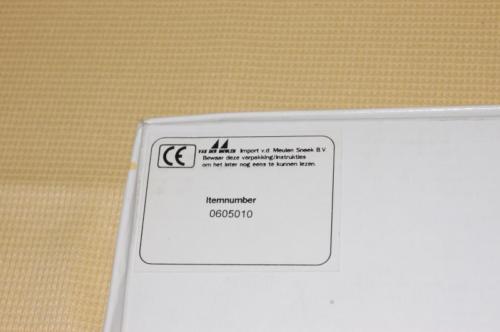 CE
VAN DER MEULEN Import v.d. Meulen Sneek B.V.
Bewaar deze verpakking/instrukties
om het later nog eens te kunnen lezen.
Itemnumber
0605010